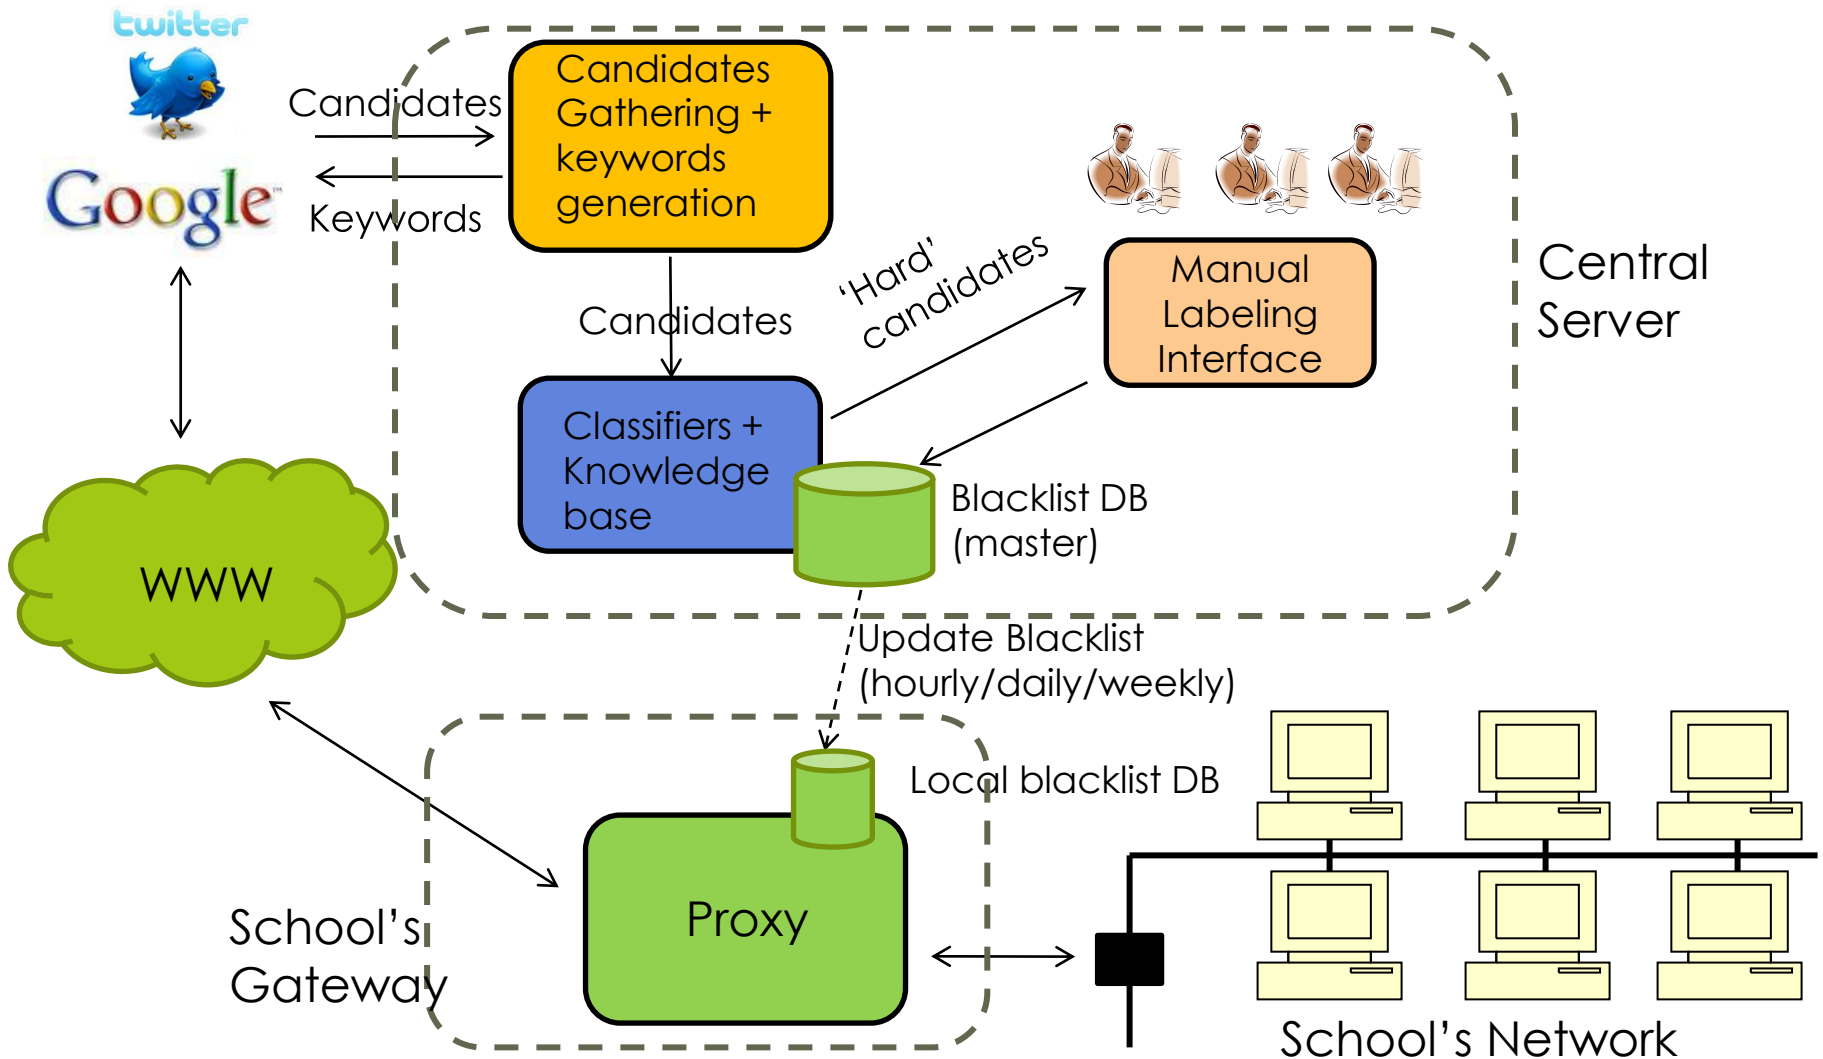 twitter
Google™
Candidates
Keywords
Candidates
Gathering +
keywords
generation
Candidates
'Hard'
candidates
Manual
Labeling
Interface
Central
Server
Classifiers +
Knowledge
base
Blacklist DB
(master)
WWW
Update Blacklist
(hourly/daily/weekly)
Local blacklist DB
Proxy
School's
Gateway
School's Network